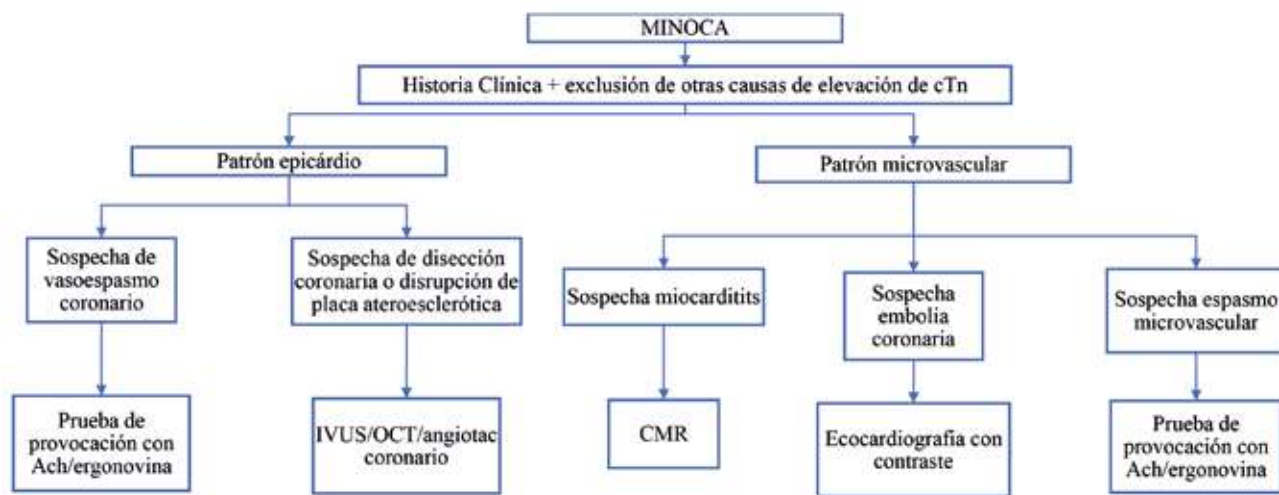 MINOCA
Historia Clínica + exclusión de otras causas de elevación de cTn
Patrón epicárdio
Patrón microvascular
Sospecha de
vasoespasmo
coronario
Sospecha de disección
coronaria o disrupción de
placa ateroesclerótica
Sospecha miocarditits
Sospecha
embolia
coronaria
Sospecha espasmo
microvascular
Prueba de
provocación con
Ach/ergonovina
IVUS/OCT/angiotac
coronario
CMR
Ecocardiografía con
contraste
Prueba de
provocación con
Ach/ergonovina